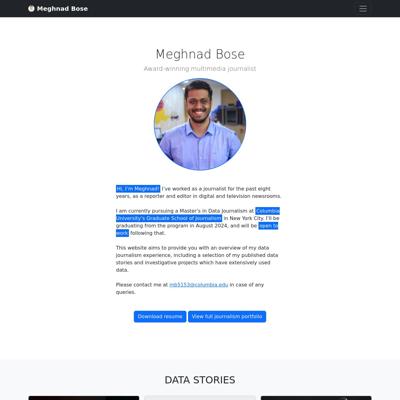 Meghnad Bose
Meghnad Bose
Award-winning multimedia journalist
Hi, I'm Meghnad! I've worked as a journalist for the past eight
years, as a reporter and editor in digital and television newsrooms.
I am currently pursuing a Master's in Data Journalism at Columbia
University's Graduate School of Journalism in New York City. I'll be
graduating from the program in August 2024, and will be open to
work following that.
This website aims to provide you with an overview of my data
journalism experience, including a selection of my published data
stories and investigative projects which have extensively used
data.
Please contact me at mb5153@columbia.edu in case of any
queries.
Download resume View full journalism portfolio
DATA STORIES